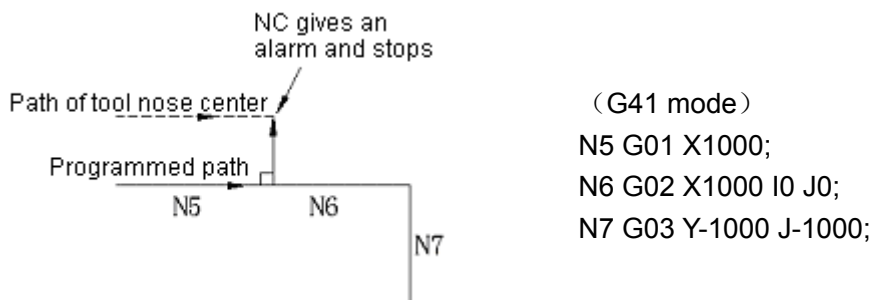 NC gives an
alarm and stops
Path of tool nose center
Programmed path
N5
N6
N7
（G41 mode）
N5 G01 X1000;
N6 G02 X1000 I0 J0;
N7 G03 Y-1000 J-1000;